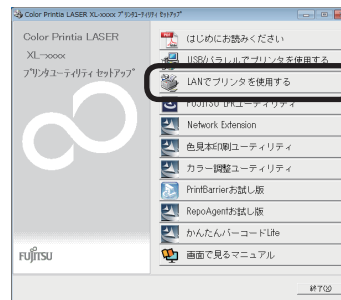 Color Printia LASER XL-xxxx プリンタユーティリティ セットアップ
Color Printia LASER
XL-xxxx
プリンタユーティリティ セットアップ
はじめにお読みください
USB/パラレルでプリンタを使用する
LANでプリンタを使用する
FUJITSU LPRユーティリティ
Network Extension
色見本印刷ユーティリティ
カラー調整ユーティリティ
PrintBarrierお試し版
RepoAgentお試し版
かんたんバーコードLite
画面で見るマニュアル
FUJITSU
終了(X)